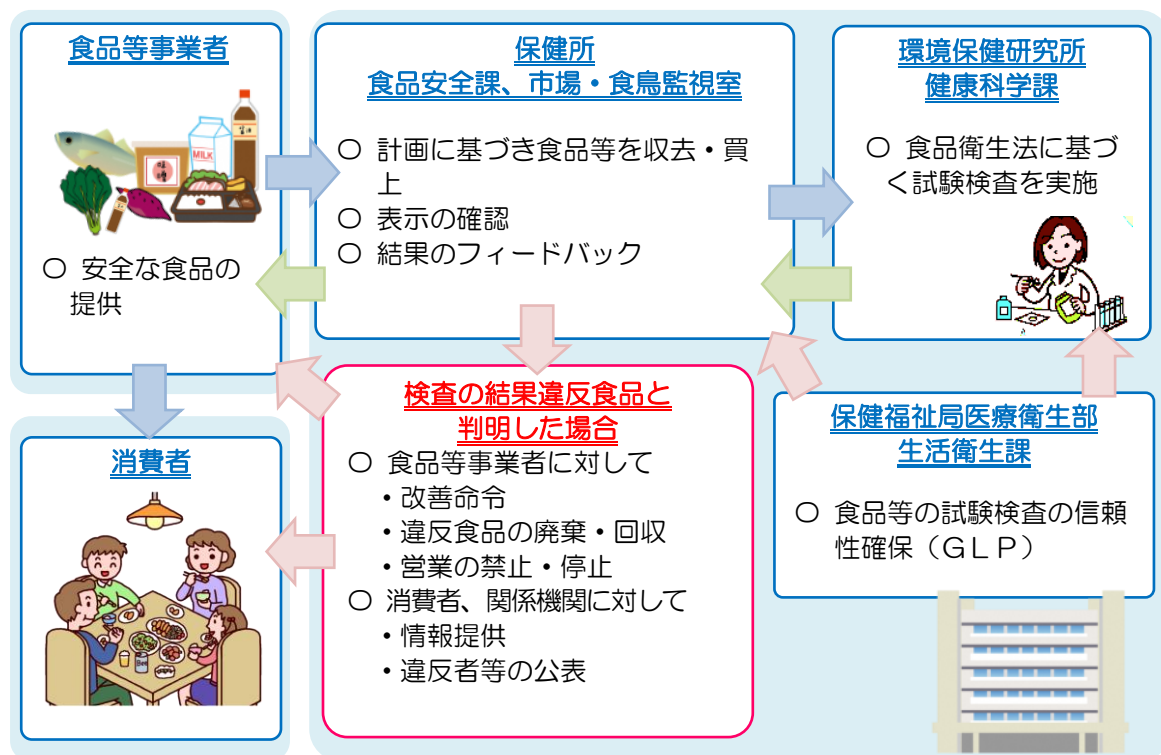 食品等事業者
MILK
味噌
〇 安全な食品の
提供
保健所
食品安全課、市場・食鳥監視室
〇 計画に基づき食品等を収去・買
上
〇 表示の確認
〇 結果のフィードバック
環境保健研究所
健康科学課
〇 食品衛生法に基づ
く試験検査を実施
消費者
検査の結果違反食品と
判明した場合
〇 食品等事業者に対して
・改善命令
・違反食品の廃棄・回収
・営業の禁止・停止
〇 消費者、関係機関に対して
・情報提供
・違反者等の公表
保健福祉局医療衛生部
生活衛生課
〇 食品等の試験検査の信頼
性確保（ＧＬＰ）